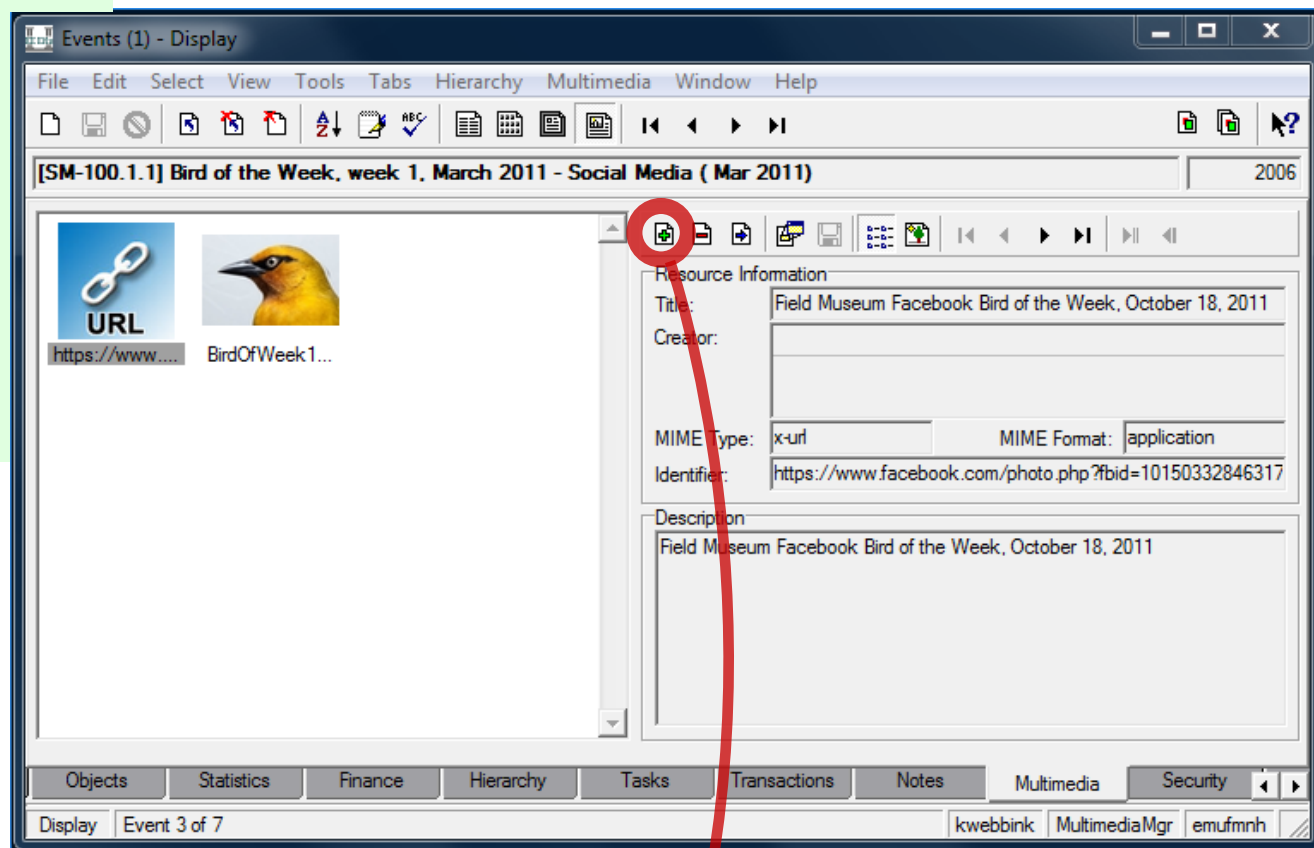 Events (1) - Display
File Edit Select View Tools Tabs Hierarchy Multimedia Window Help
[SM-100.1.1] Bird of the Week, week 1, March 2011 - Social Media ( Mar 2011) 2006
URL
https://www.... BirdOfWeek1...
Resource Information
Title: Field Museum Facebook Bird of the Week, October 18, 2011
Creator:
MIME Type: x-url MIME Format: application
Identifier: https://www.facebook.com/photo.php?fbid=10150332846317
Description
Field Museum Facebook Bird of the Week, October 18, 2011
Objects Statistics Finance Hierarchy Tasks Transactions Notes Multimedia Security
Display Event 3 of 7 kwebbink MultimediaMgr emufmnh